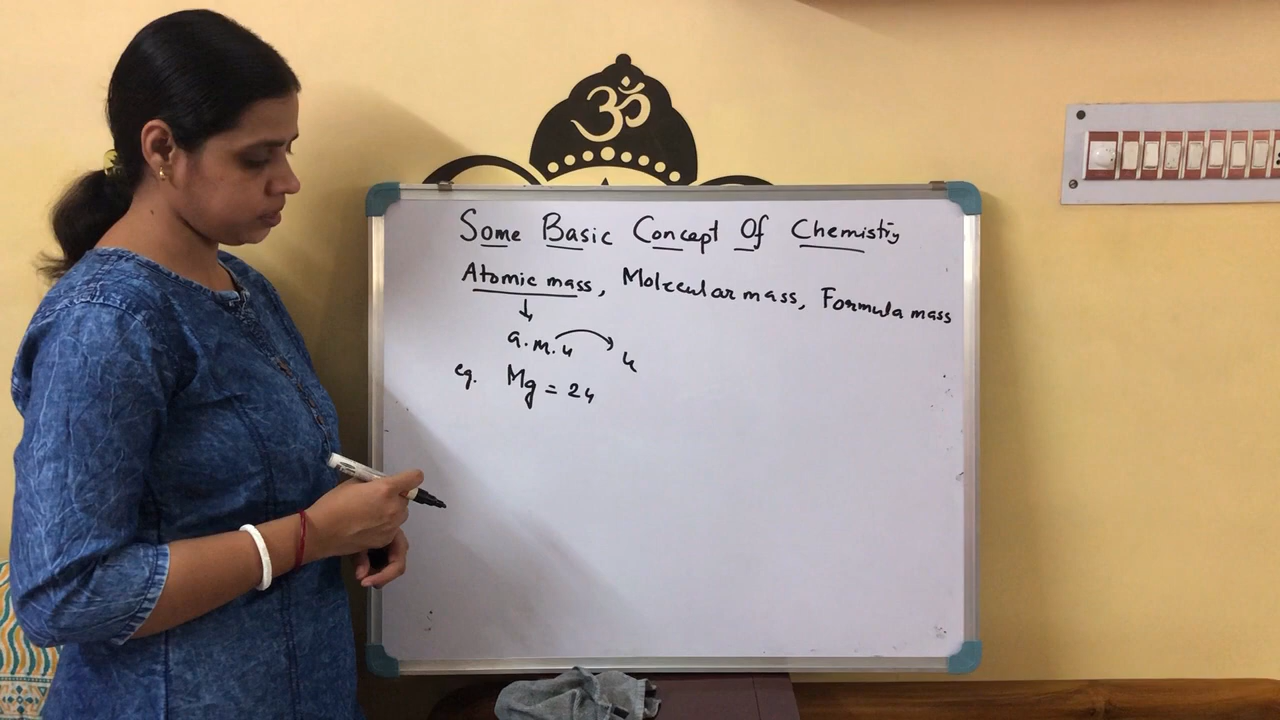 ॐ
Some Basic Concept Of Chemistry
Atomic mass, Molecular mass, Formula mass
↓
a.m.u → u
eg. Mg = 24